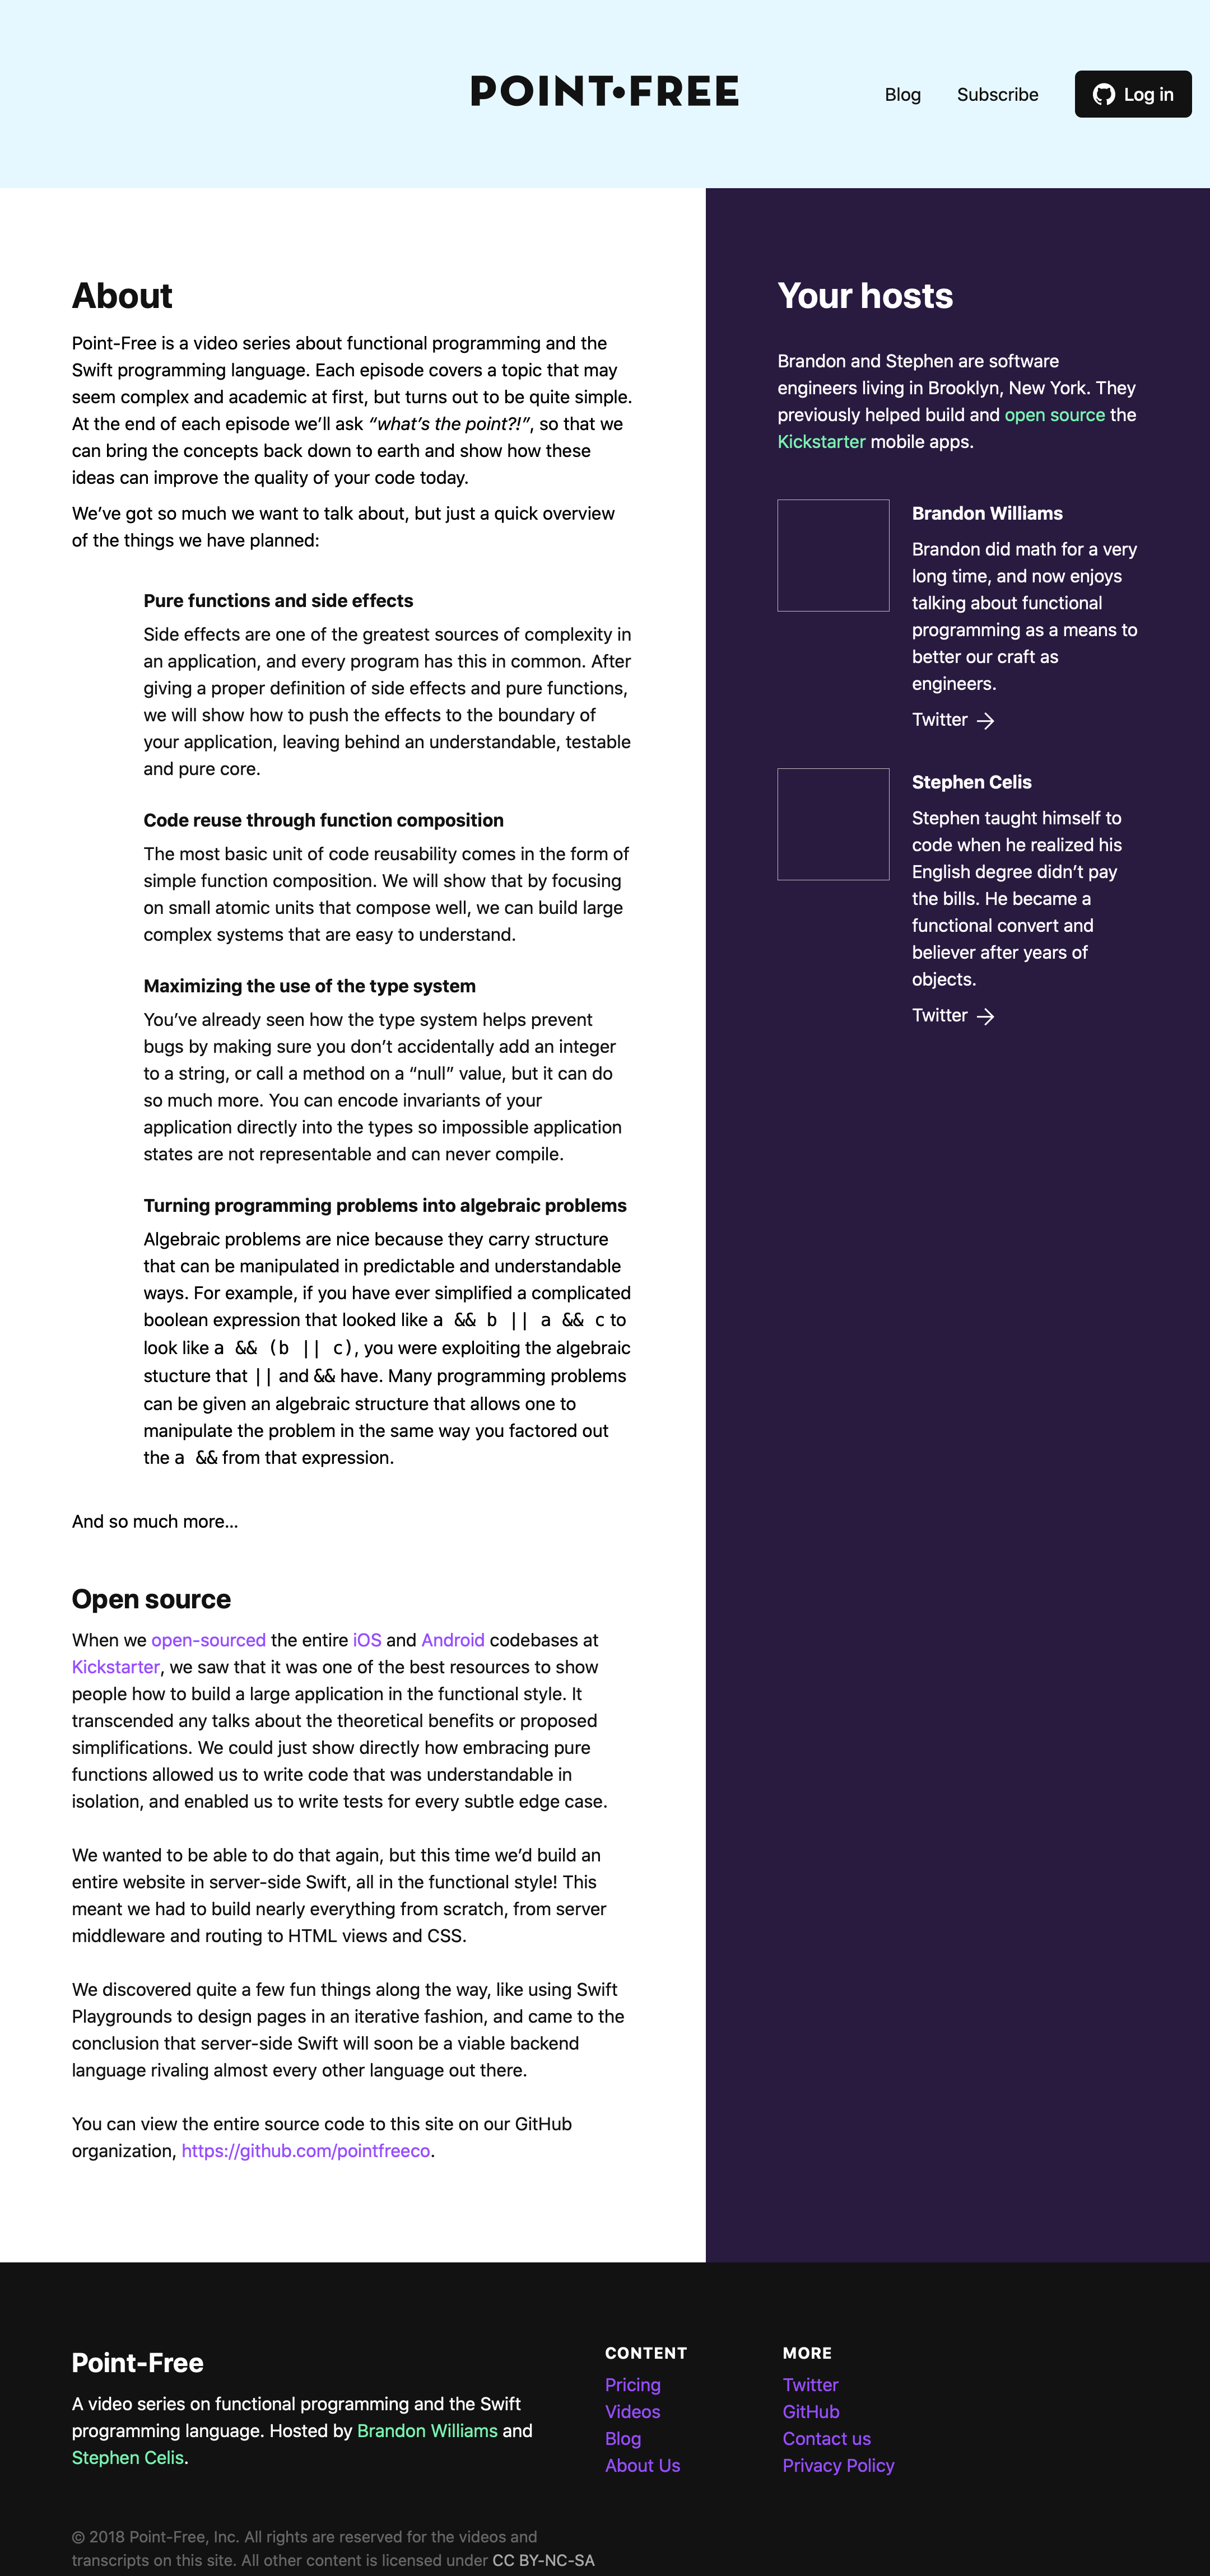 POINT•FREE
Blog
Subscribe
Log in
About
Point-Free is a video series about functional programming and the
Swift programming language. Each episode covers a topic that may
seem complex and academic at first, but turns out to be quite simple.
At the end of each episode we’ll ask “what’s the point?!”, so that we
can bring the concepts back down to earth and show how these
ideas can improve the quality of your code today.
We’ve got so much we want to talk about, but just a quick overview
of the things we have planned:
Pure functions and side effects
Side effects are one of the greatest sources of complexity in
an application, and every program has this in common. After
giving a proper definition of side effects and pure functions,
we will show how to push the effects to the boundary of
your application, leaving behind an understandable, testable
and pure core.
Code reuse through function composition
The most basic unit of code reusability comes in the form of
simple function composition. We will show that by focusing
on small atomic units that compose well, we can build large
complex systems that are easy to understand.
Maximizing the use of the type system
You’ve already seen how the type system helps prevent
bugs by making sure you don’t accidentally add an integer
to a string, or call a method on a “null” value, but it can do
so much more. You can encode invariants of your
application directly into the types so impossible application
states are not representable and can never compile.
Turning programming problems into algebraic problems
Algebraic problems are nice because they carry structure
that can be manipulated in predictable and understandable
ways. For example, if you have ever simplified a complicated
boolean expression that looked like a && b || a && c to
look like a && (b || c), you were exploiting the algebraic
stucture that || and && have. Many programming problems
can be given an algebraic structure that allows one to
manipulate the problem in the same way you factored out
the a && from that expression.
And so much more…
Open source
When we open-sourced the entire iOS and Android codebases at
Kickstarter, we saw that it was one of the best resources to show
people how to build a large application in the functional style. It
transcended any talks about the theoretical benefits or proposed
simplifications. We could just show directly how embracing pure
functions allowed us to write code that was understandable in
isolation, and enabled us to write tests for every subtle edge case.
We wanted to be able to do that again, but this time we’d build an
entire website in server-side Swift, all in the functional style! This
meant we had to build nearly everything from scratch, from server
middleware and routing to HTML views and CSS.
We discovered quite a few fun things along the way, like using Swift
Playgrounds to design pages in an iterative fashion, and came to the
conclusion that server-side Swift will soon be a viable backend
language rivaling almost every other language out there.
You can view the entire source code to this site on our GitHub
organization, https://github.com/pointfreeco.
Your hosts
Brandon and Stephen are software
engineers living in Brooklyn, New York. They
previously helped build and open source the
Kickstarter mobile apps.
Brandon Williams
Brandon did math for a very
long time, and now enjoys
talking about functional
programming as a means to
better our craft as
engineers.
Twitter
Stephen Celis
Stephen taught himself to
code when he realized his
English degree didn’t pay
the bills. He became a
functional convert and
believer after years of
objects.
Twitter
Point-Free
A video series on functional programming and the Swift
programming language. Hosted by Brandon Williams and
Stephen Celis.
CONTENT
Pricing
Videos
Blog
About Us
MORE
Twitter
GitHub
Contact us
Privacy Policy
© 2018 Point-Free, Inc. All rights are reserved for the videos and
transcripts on this site. All other content is licensed under CC BY-NC-SA